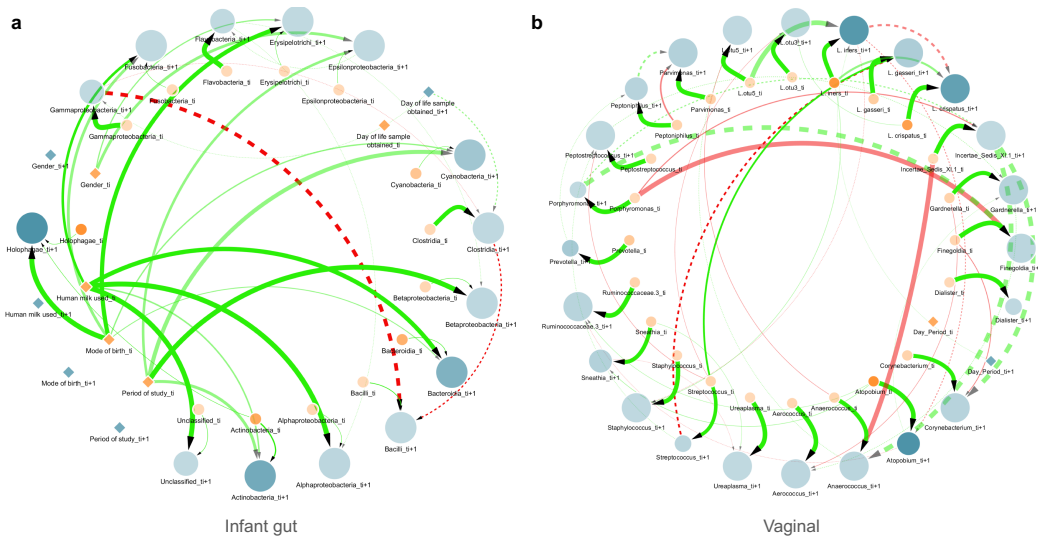 a
Flavobacteria_ti+1
Erysipelotrichi_ti+1
Fusobacteria_ti+1
Epsilonproteobacteria_ti+1
Flavobacteria_ti
Erysipelotrichi_ti
Epsilonproteobacteria_ti
Fusobacteria_ti
Gammaproteobacteria_ti+1
Day of life sample
obtained_ti+1
Gammaproteobacteria_ti
Day of life sample
obtained_ti
Gender_ti+1
Gender_ti
Cyanobacteria_ti+1
Cyanobacteria_ti
Holophagae_ti
Holophagae_ti+1
Clostridia_ti
Clostridia_ti+1
Human milk used_ti
Human milk used_ti+1
Betaproteobacteria_ti
Betaproteobacteria_ti+1
Mode of birth_ti
Bacteroidia_ti
Mode of birth_ti+1
Period of study_ti
Bacilli_ti
Bacteroidia_ti+1
Unclassified_ti
Actinobacteria_ti
Alphaproteobacteria_ti
Period of study_ti+1
Bacilli_ti+1
Unclassified_ti+1
Actinobacteria_ti+1
Alphaproteobacteria_ti+1
Infant gut
b
L.otu5_ti+1
L.otu3_ti+1
L. iners_ti+1
Parvimonas_ti+1
L. gasseri_ti+1
L.otu5_ti
L.otu3_ti
L. iners_ti
Parvimonas_ti
L. gasseri_ti
L. crispatus_ti+1
Peptoniphilus_ti+1
Peptoniphilus_ti
L. crispatus_ti
Peptostreptococcus_ti+1
Peptostreptococcus_ti
Incertae_Sedis_XI.1_ti+1
Incertae_Sedis_XI.1_ti
Porphyromonas_ti+1
Porphyromonas_ti
Gardnerella_ti
Gardnerella_ti+1
Prevotella_ti
Prevotella_ti+1
Finegoldia_ti
Finegoldia_ti+1
Ruminococcaceae.3_ti
Ruminococcaceae.3_ti+1
Dialister_ti
Dialister_ti+1
Sneathia_ti
Sneathia_ti+1
Day_Period_ti
Day_Period_ti+1
Staphylococcus_ti
Corynebacterium_ti
Streptococcus_ti
Atopobium_ti
Ureaplasma_ti
Aerococcus_ti
Anaerococcus_ti
Staphylococcus_ti+1
Corynebacterium_ti+1
Streptococcus_ti+1
Atopobium_ti+1
Ureaplasma_ti+1
Aerococcus_ti+1
Anaerococcus_ti+1
Vaginal